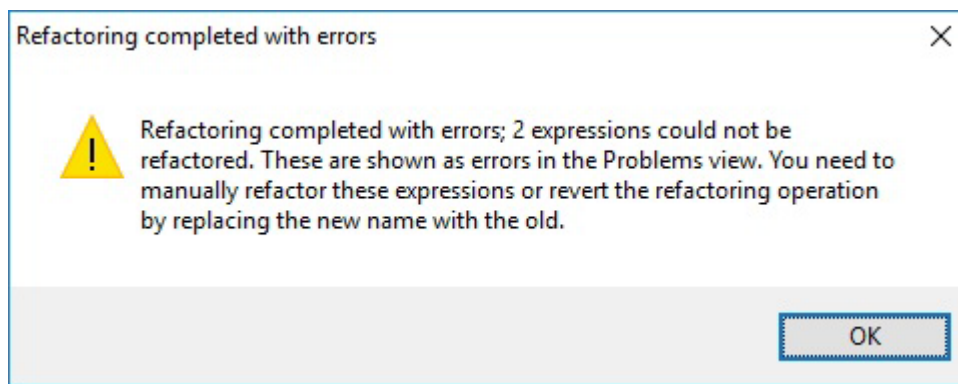 Refactoring completed with errors
Refactoring completed with errors; 2 expressions could not be
refactored. These are shown as errors in the Problems view. You need to
manually refactor these expressions or revert the refactoring operation
by replacing the new name with the old.
OK